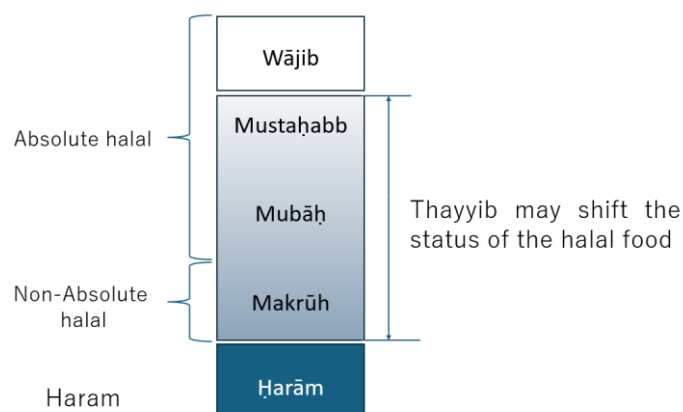 Wājib
Absolute halal
Mustaḥabb
Mubāḥ
Thayyib may shift the
status of the halal food
Non-Absolute
halal
Makrūh
Haram
Ḥarām